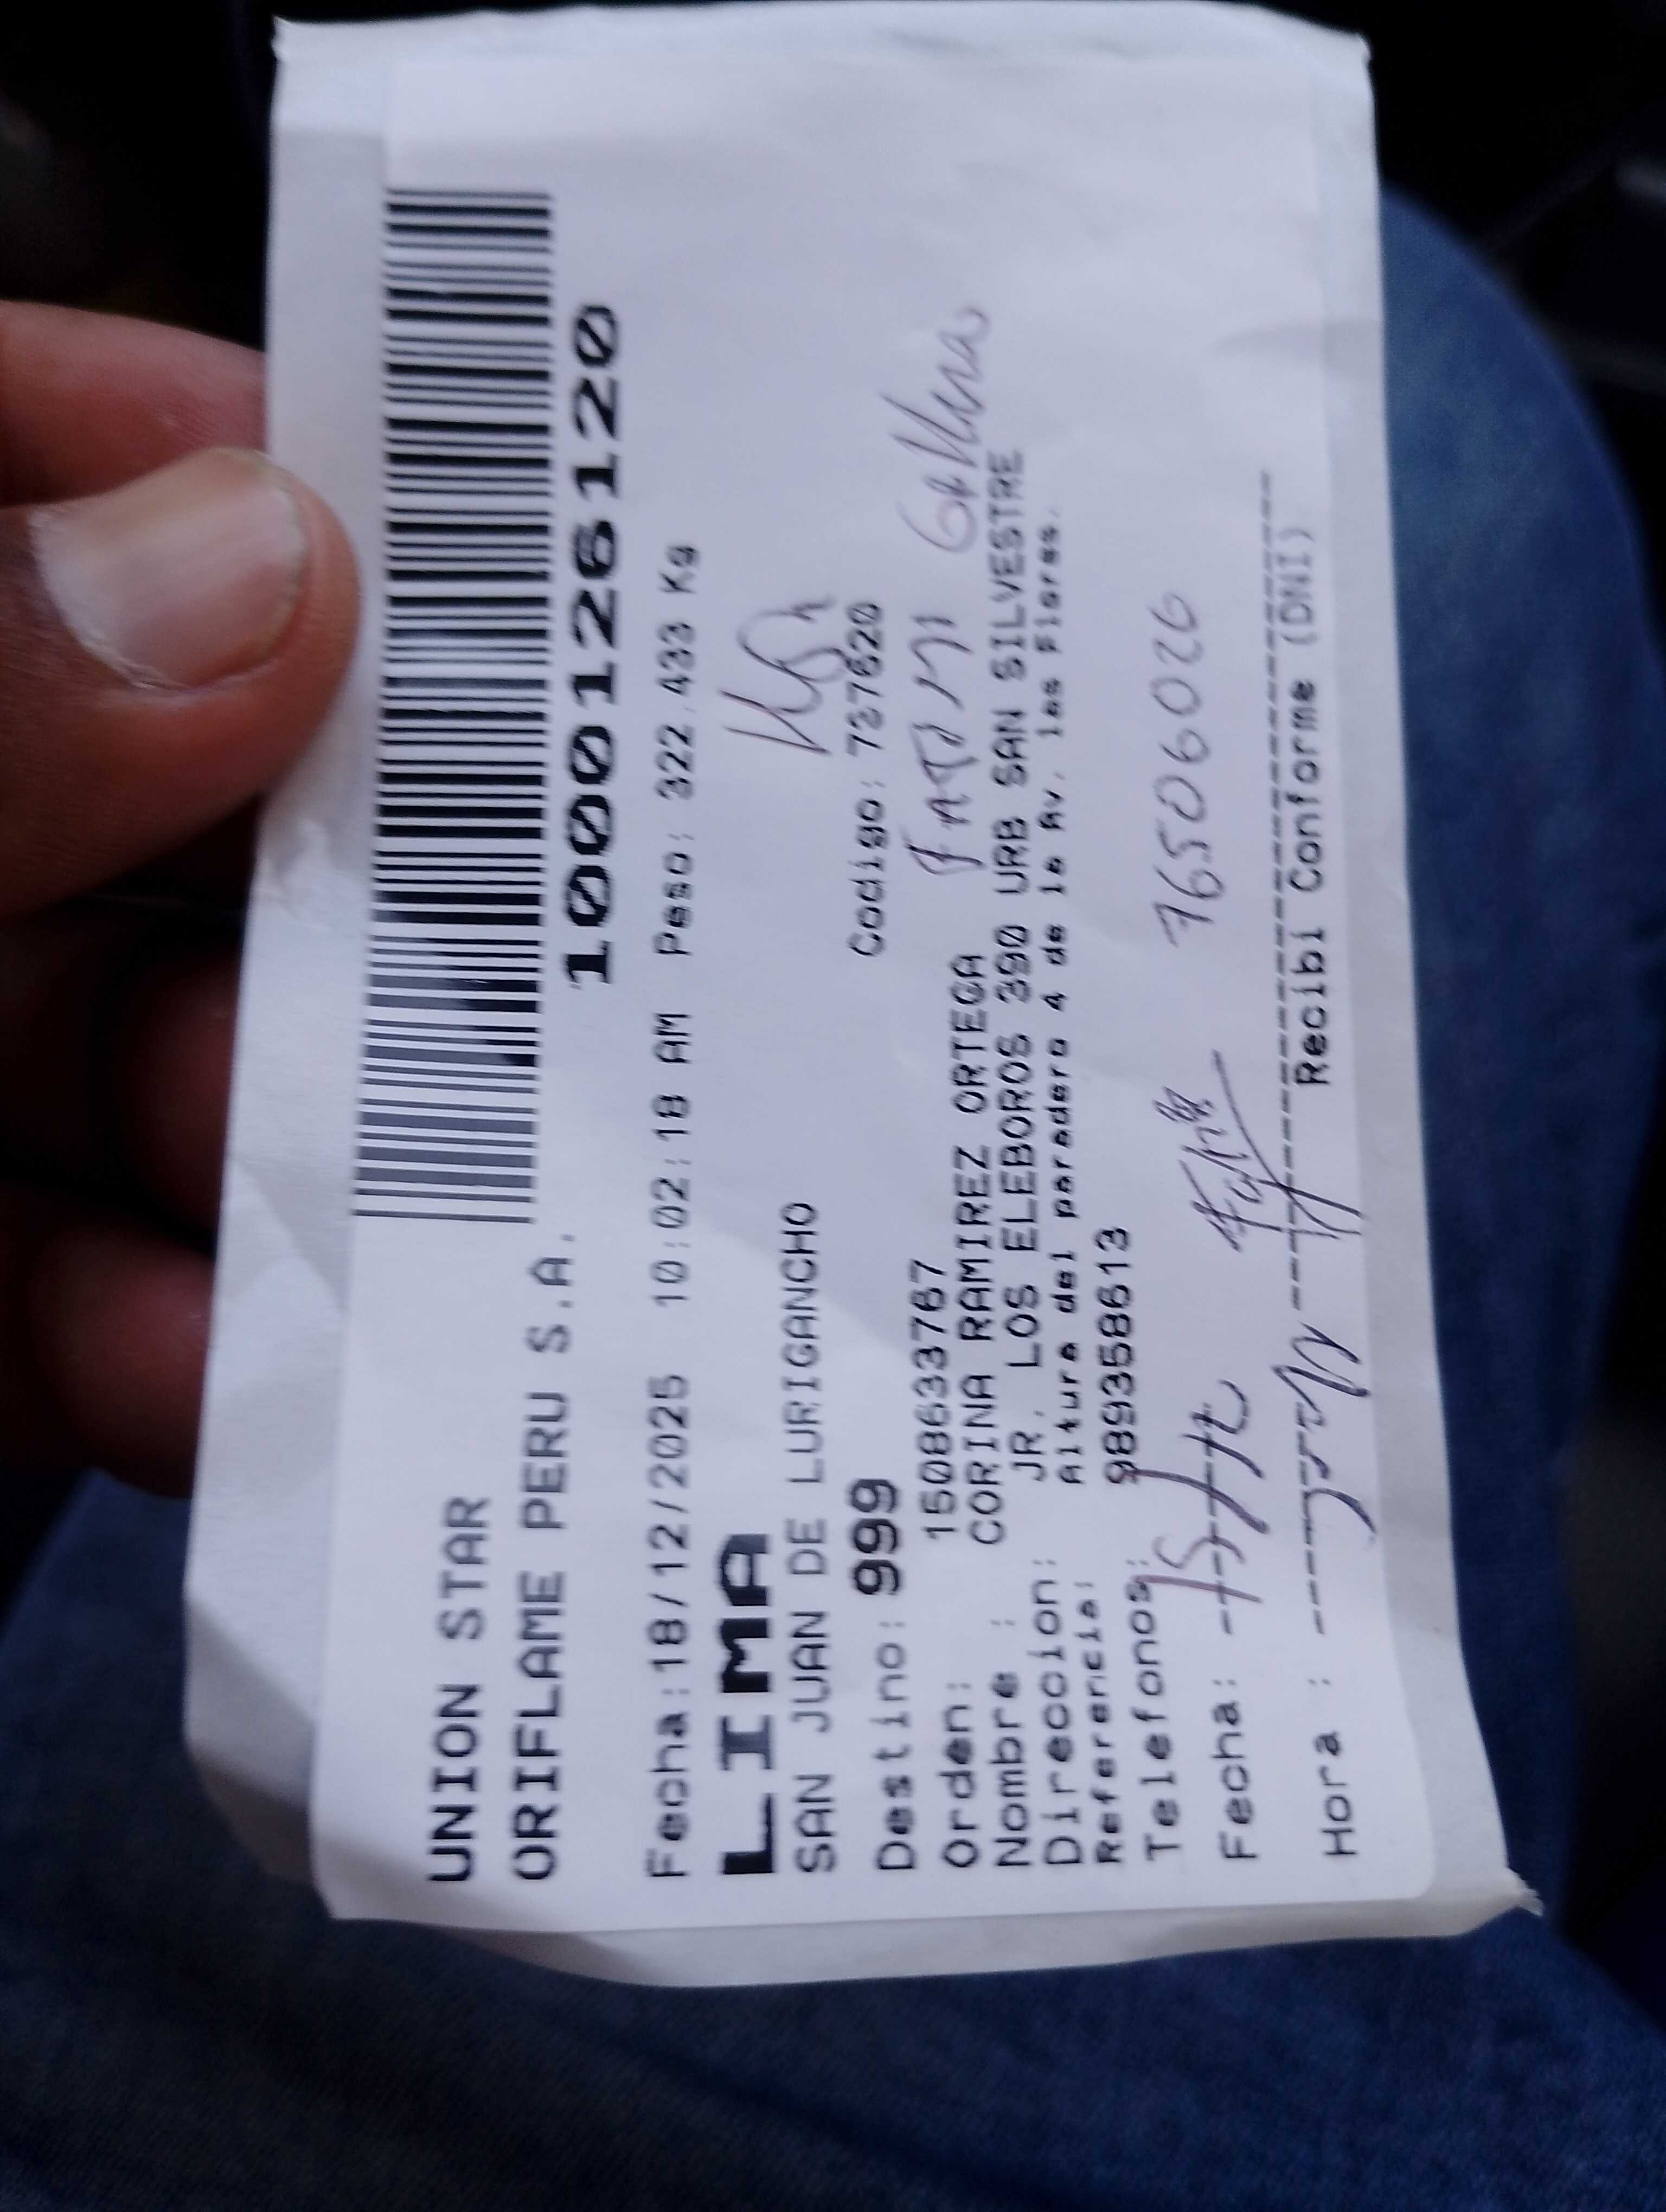 UNION STAR
ORIFLAME PERU S.A.
1000126120
Fecha:18/12/2025 10:02:18 AM Peso: 322.433 Kg
LIMA
SAN JUAN DE LURIGANCHO
Destino: 999 Codigo: 737620
Orden: 1508633767
Nombre : CORINA RAMIREZ ORTEGA
Direccion: JR. LOS ELEBOROS 390 URB SAN SILVESTRE
Referencia: Altura del paradero 4 de la Av. las Flores.
Telefonos: 989358613
76506026
Fecha:
Hora : Recibi Conforme (DNI)